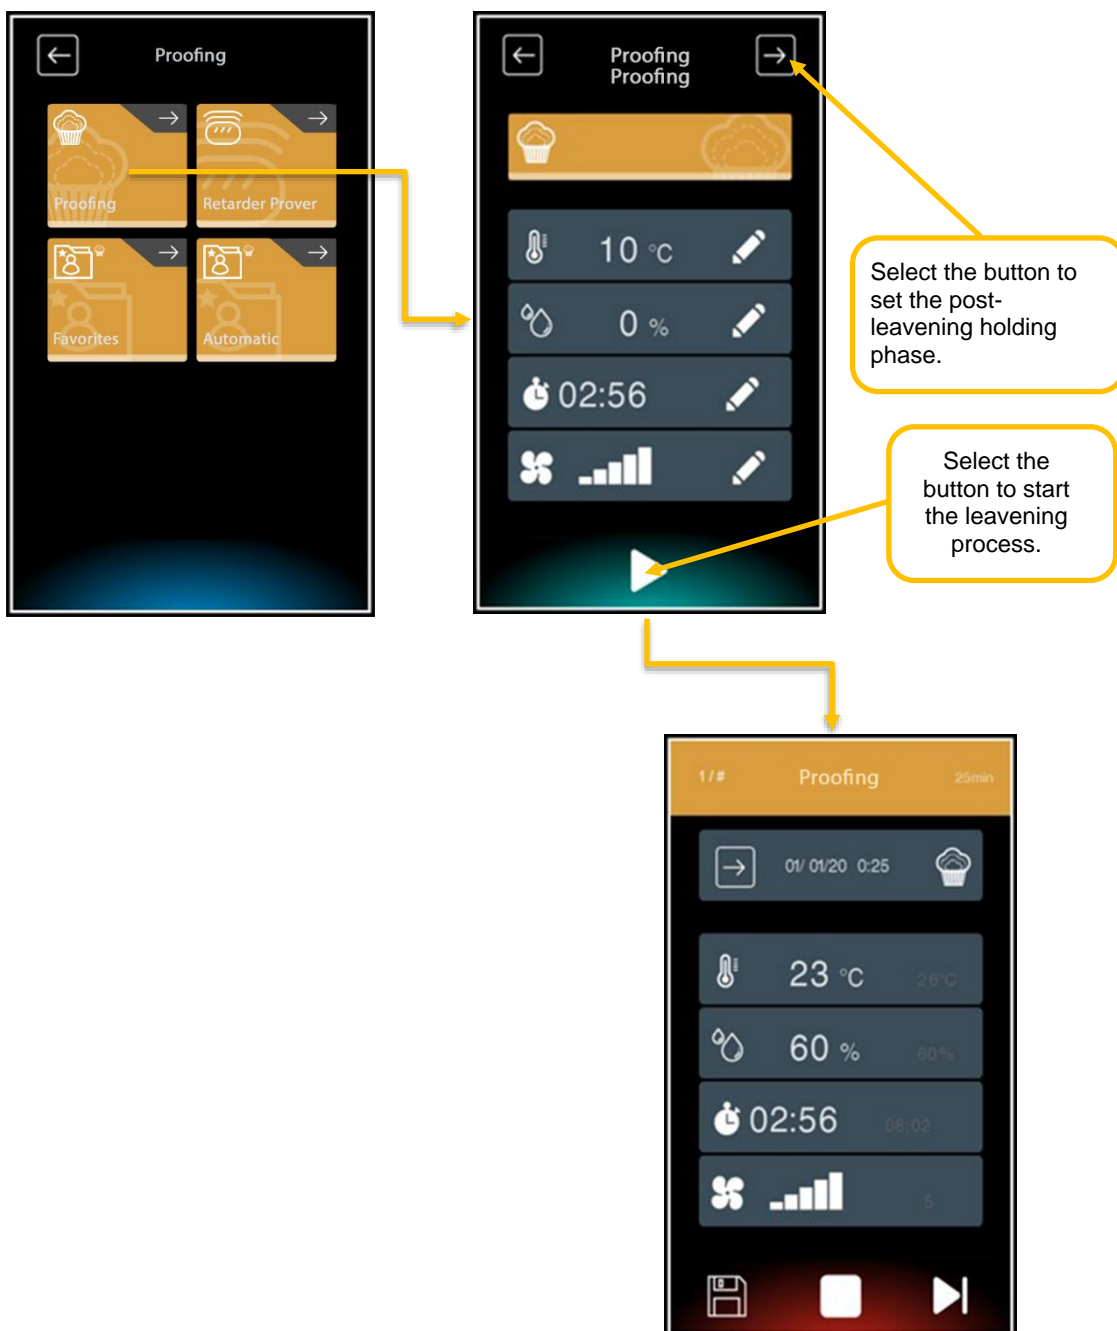 Proofing
Proofing
Retarder Prover
Favorites
Automatic
Proofing
Proofing
10 °C
0 %
02:56
Select the button to
set the post-
leavening holding
phase.
Select the
button to start
the leavening
process.
1 / #
Proofing
25min
01/ 01/20 0:25
23 °C
26°C
60 %
60%
02:56
08:02
5